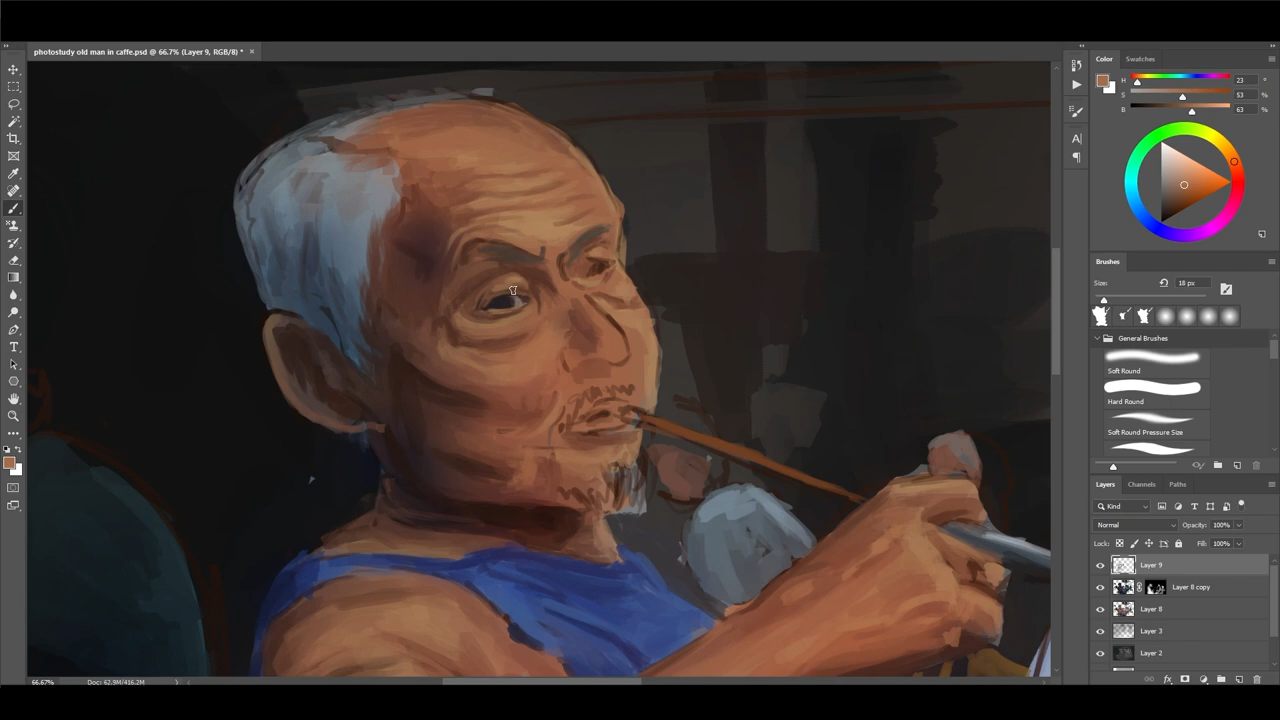 photostudy old man in caffe.psd @ 66.7% (Layer 9, RGB/8) *
Color
Swatches
H
23
°
S
53
%
B
63
%
Brushes
Size:
18 px
General Brushes
Soft Round
Hard Round
Soft Round Pressure Size
Layers
Channels
Paths
Kind
Normal
Opacity: 100%
Lock:
Fill: 100%
Layer 9
Layer 8 copy
Layer 8
Layer 3
Layer 2
66.67%
Doc: 62.9M/416.2M